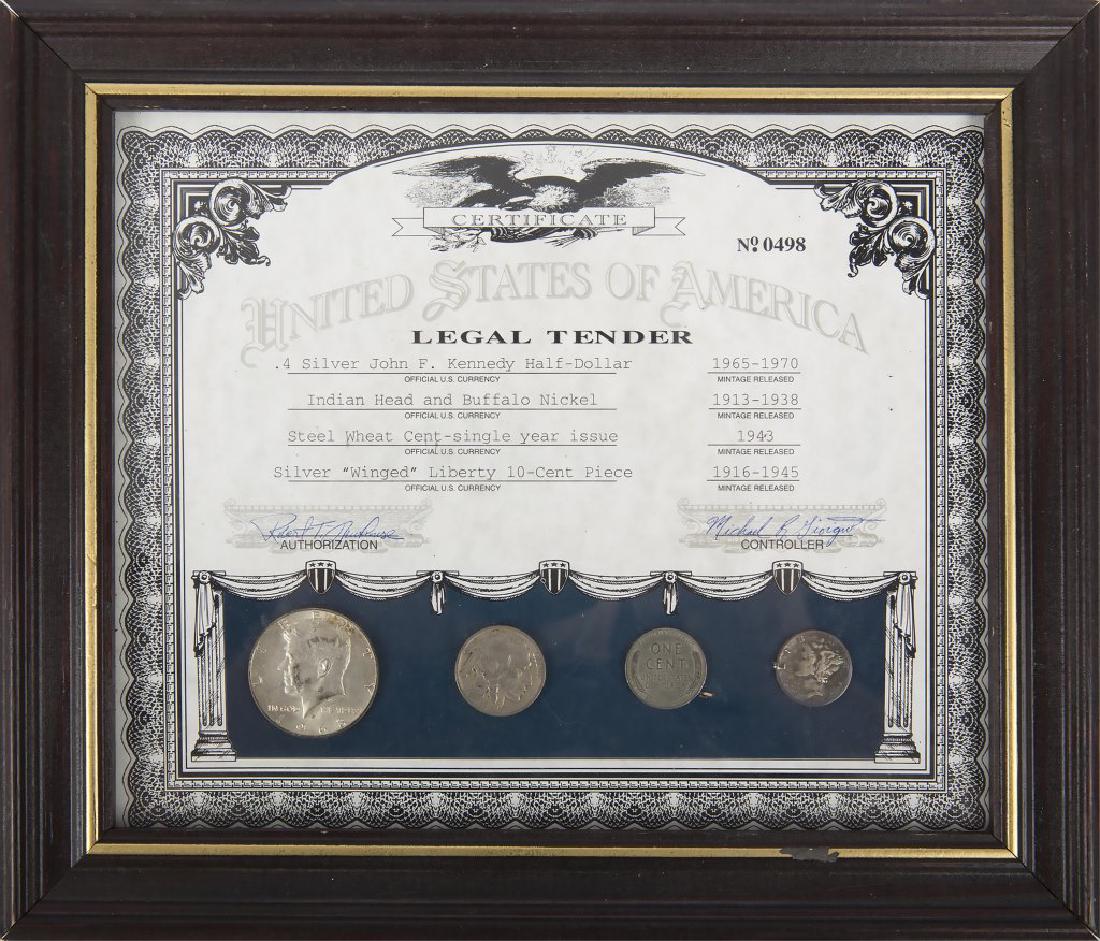 CERTIFICATE
Nº 0498
UNITED STATES OF AMERICA
LEGAL TENDER
.4 Silver John F. Kennedy Half-Dollar 1965-1970
OFFICIAL U.S. CURRENCY MINTAGE RELEASED
Indian Head and Buffalo Nickel 1913-1938
OFFICIAL U.S. CURRENCY MINTAGE RELEASED
Steel Wheat Cent-single year issue 1943
OFFICIAL U.S. CURRENCY MINTAGE RELEASED
Silver "Winged" Liberty 10-Cent Piece 1916-1945
OFFICIAL U.S. CURRENCY MINTAGE RELEASED
AUTHORIZATION CONTROLLER
ONE
CENT